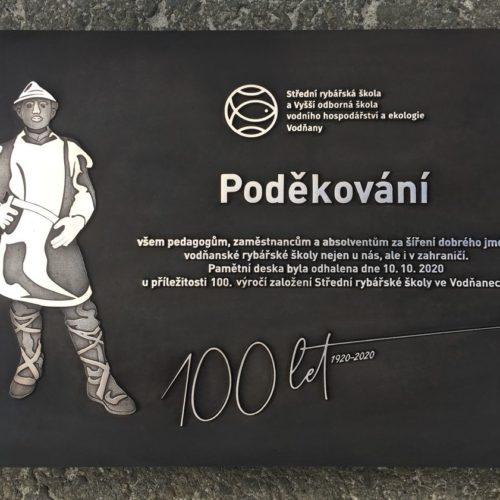 Střední rybářská škola
a Vyšší odborná škola
vodního hospodářství a ekologie
Vodňany
Poděkování
všem pedagogům, zaměstnancům a absolventům za šíření dobrého jmé
vodňanské rybářské školy nejen u nás, ale i v zahraničí.
Pamětní deska byla odhalena dne 10. 10. 2020
u příležitosti 100. výročí založení Střední rybářské školy ve Vodňanec
100 let 1920-2020